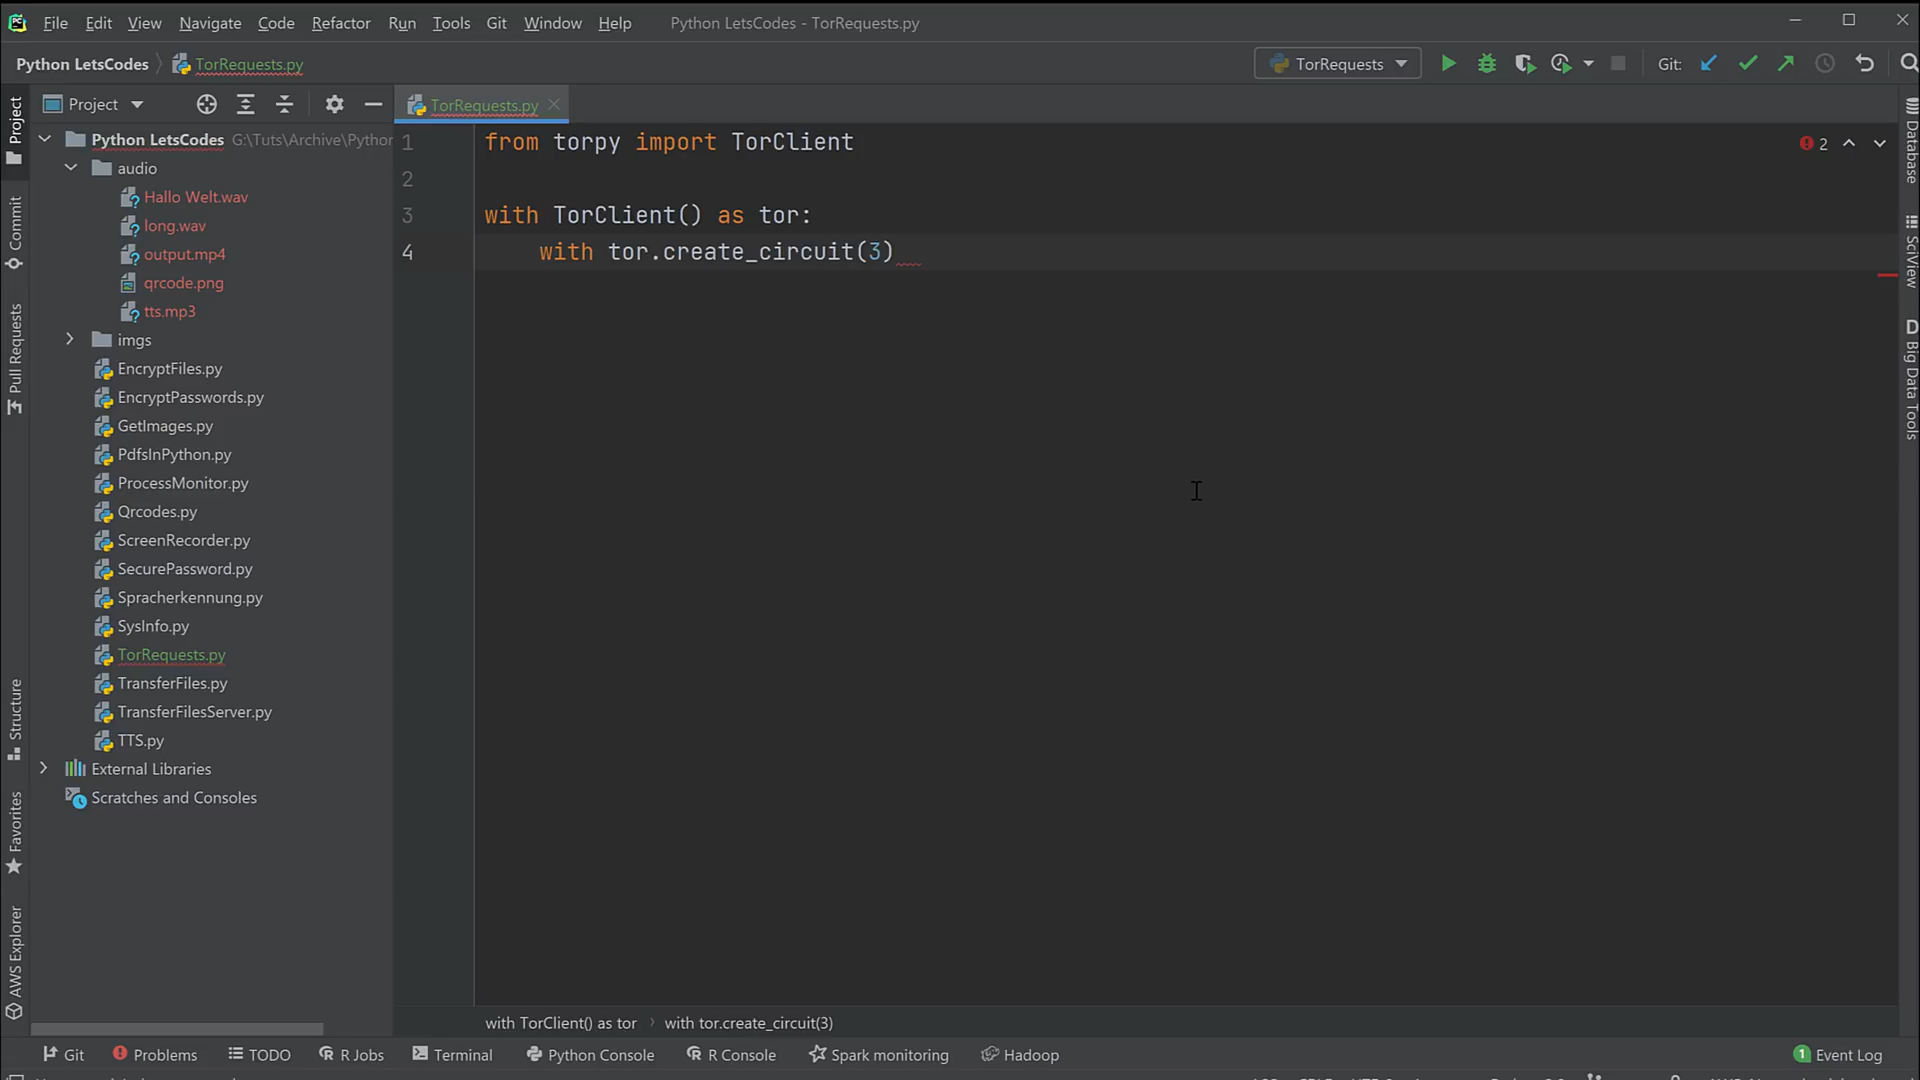 File Edit View Navigate Code Refactor Run Tools Git Window Help Python LetsCodes - TorRequests.py
Python LetsCodes TorRequests.py TorRequests Git:
Project
TorRequests.py
Python LetsCodes G:\Tuts\Archive\Python
audio
Hallo Welt.wav
long.wav
output.mp4
qrcode.png
tts.mp3
imgs
EncryptFiles.py
EncryptPasswords.py
GetImages.py
PdfsInPython.py
ProcessMonitor.py
Qrcodes.py
ScreenRecorder.py
SecurePassword.py
Spracherkennung.py
SysInfo.py
TorRequests.py
TransferFiles.py
TransferFilesServer.py
TTS.py
External Libraries
Scratches and Consoles
1 from torpy import TorClient
2
3 with TorClient() as tor:
4 with tor.create_circuit(3)
2
Project
Commit
Pull Requests
Structure
Favorites
AWS Explorer
Database
SciView
D Big Data Tools
with TorClient() as tor with tor.create_circuit(3)
Git Problems TODO R Jobs Terminal Python Console R Console Spark monitoring Hadoop 1 Event Log